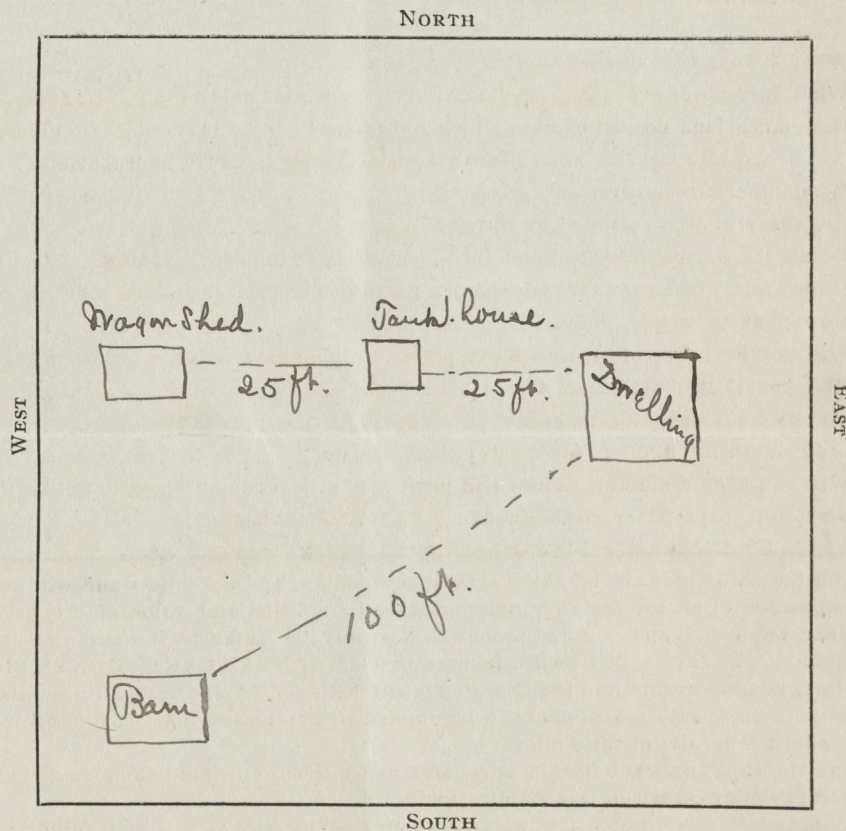 NORTH
Wagon Shed. Tank house.
25 ft. 25 ft. Dwelling
WEST
EAST
100 ft.
Barn
SOUTH